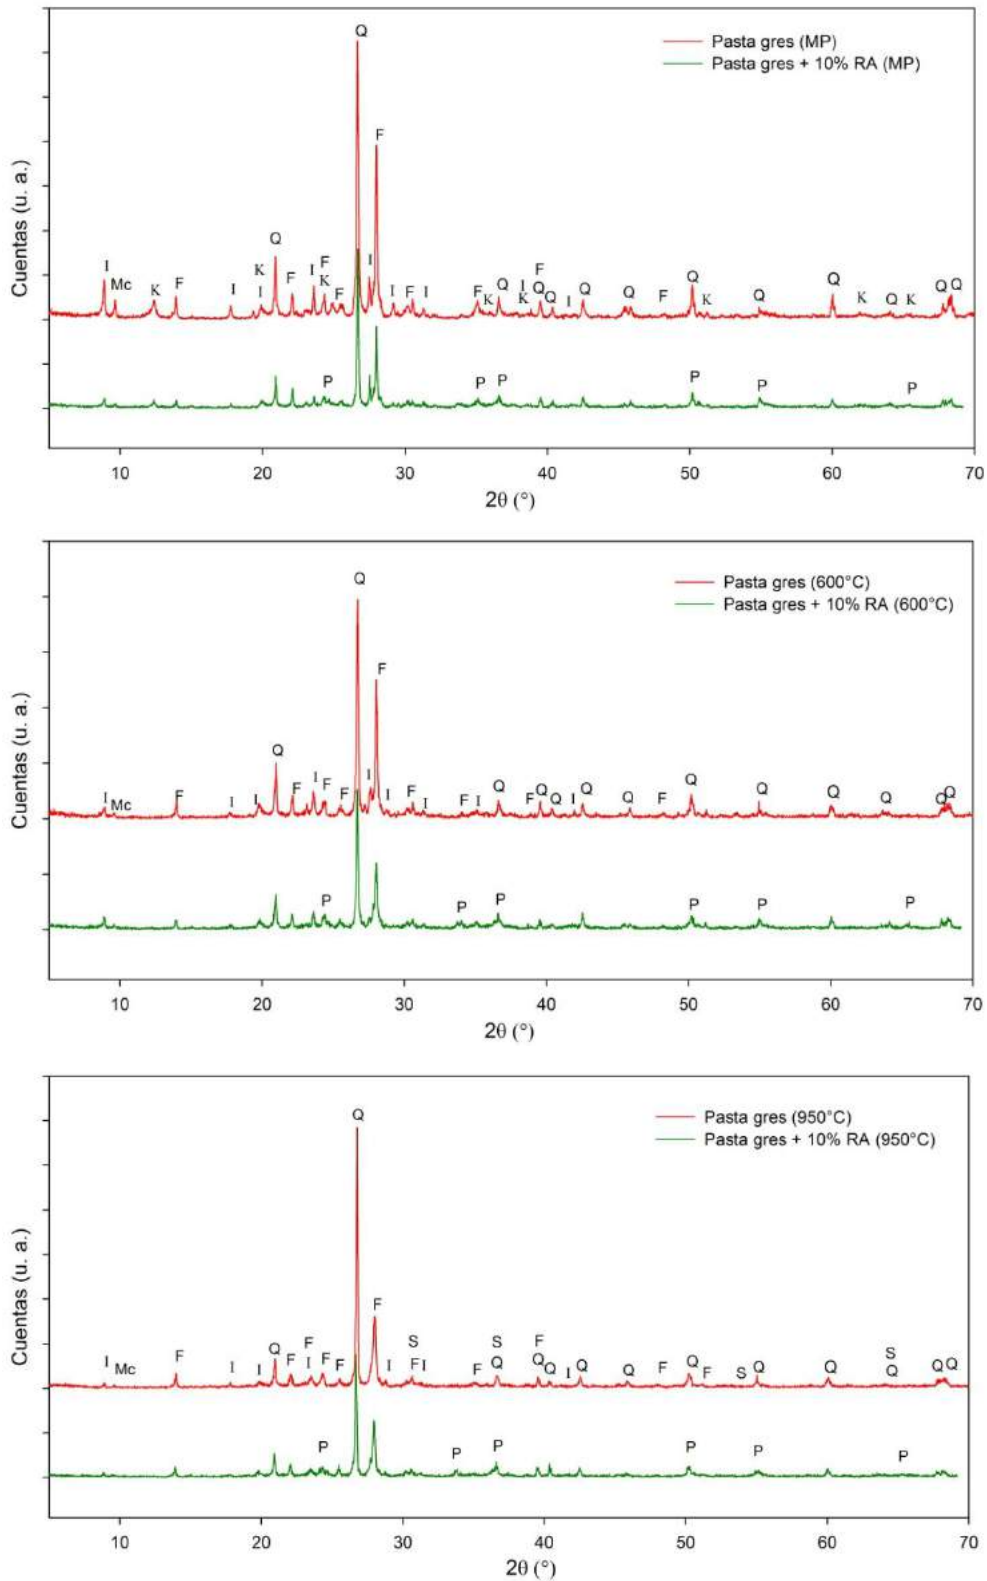 Q
Pasta gres (MP)
Pasta gres + 10% RA (MP)
F
Cuentas (u. a.)
Q
I Mc K F I K I F I F K F I I F I F K Q I K F Q Q I Q Q F Q K Q Q K Q K Q Q
P P P P P P
10 20 30 40 50 60 70
2θ (°)
Q
Pasta gres (600°C)
Pasta gres + 10% RA (600°C)
F
Cuentas (u. a.)
Q
I Mc F I I F I F F I I F I F I Q F Q Q I Q Q F Q Q Q Q Q Q
P P P P P P
10 20 30 40 50 60 70
2θ (°)
Q
Pasta gres (950°C)
Pasta gres + 10% RA (950°C)
Cuentas (u. a.)
F
S S F S
I Mc F I I Q F F I F F I F I F Q Q Q I Q Q F Q F S Q Q Q Q Q
P P P P P P
10 20 30 40 50 60 70
2θ (°)